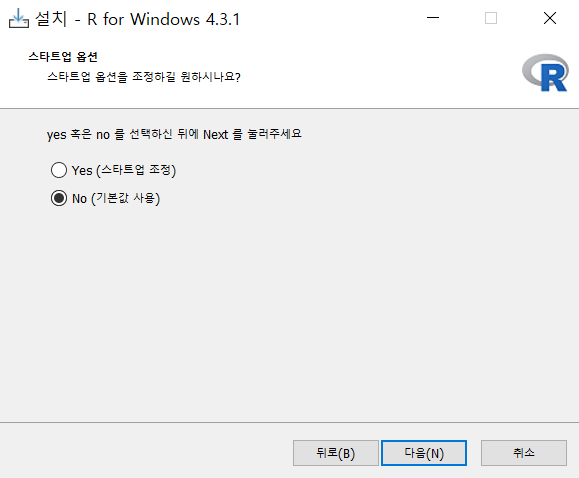 설치 - R for Windows 4.3.1
스타트업 옵션
스타트업 옵션을 조정하길 원하시나요?
R
yes 혹은 no 를 선택하신 뒤에 Next 를 눌러주세요
Yes (스타트업 조정)
No (기본값 사용)
뒤로(B) 다음(N) 취소